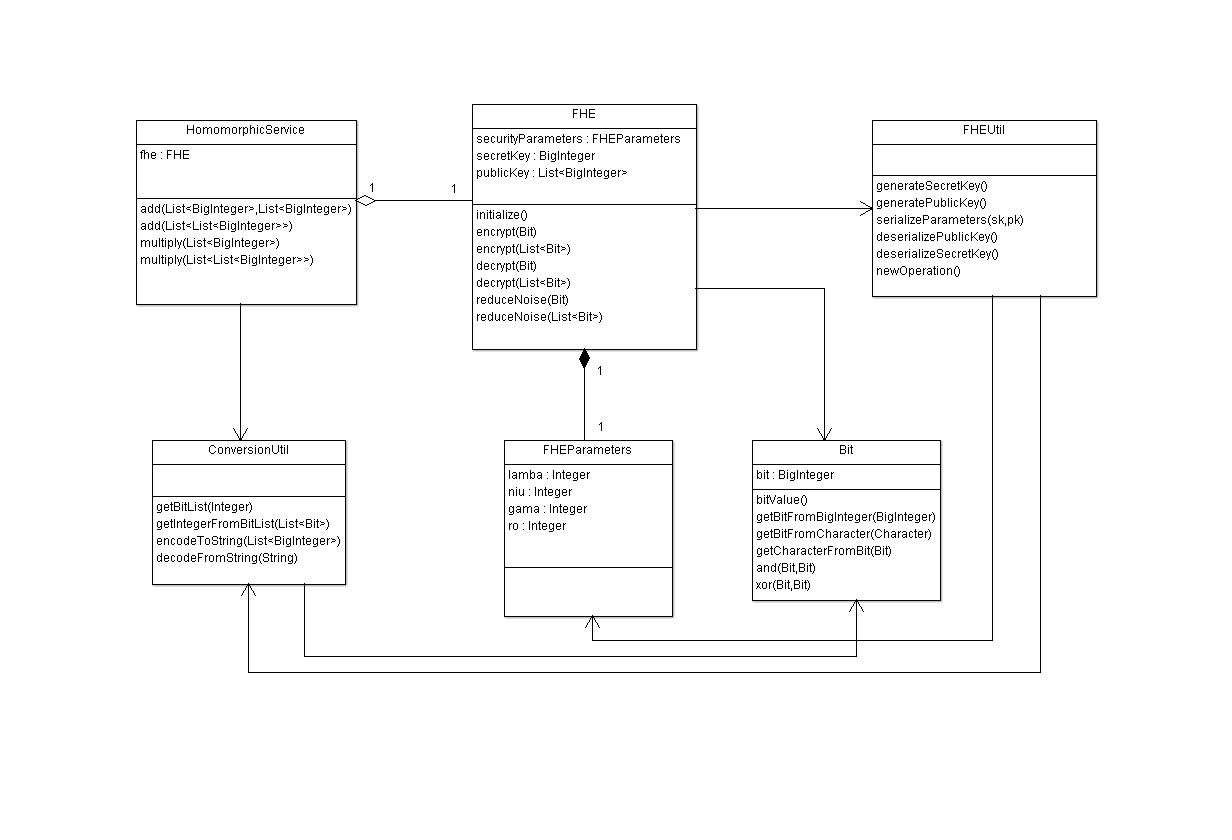 HomomorphicService
fhe : FHE
add(List<BigInteger>,List<BigInteger>)
add(List<List<BigInteger>>)
multiply(List<BigInteger>)
multiply(List<List<BigInteger>>)
1
1
FHE
securityParameters : FHEParameters
secretKey : BigInteger
publicKey : List<BigInteger>
initialize()
encrypt(Bit)
encrypt(List<Bit>)
decrypt(Bit)
decrypt(List<Bit>)
reduceNoise(Bit)
reduceNoise(List<Bit>)
FHEUtil
generateSecretKey()
generatePublicKey()
serializeParameters(sk,pk)
deserializePublicKey()
deserializeSecretKey()
newOperation()
1
1
ConversionUtil
getBitList(Integer)
getIntegerFromBitList(List<Bit>)
encodeToString(List<BigInteger>)
decodeFromString(String)
FHEParameters
lamba : Integer
niu : Integer
gama : Integer
ro : Integer
Bit
bit : BigInteger
bitValue()
getBitFromBigInteger(BigInteger)
getBitFromCharacter(Character)
getCharacterFromBit(Bit)
and(Bit,Bit)
xor(Bit,Bit)